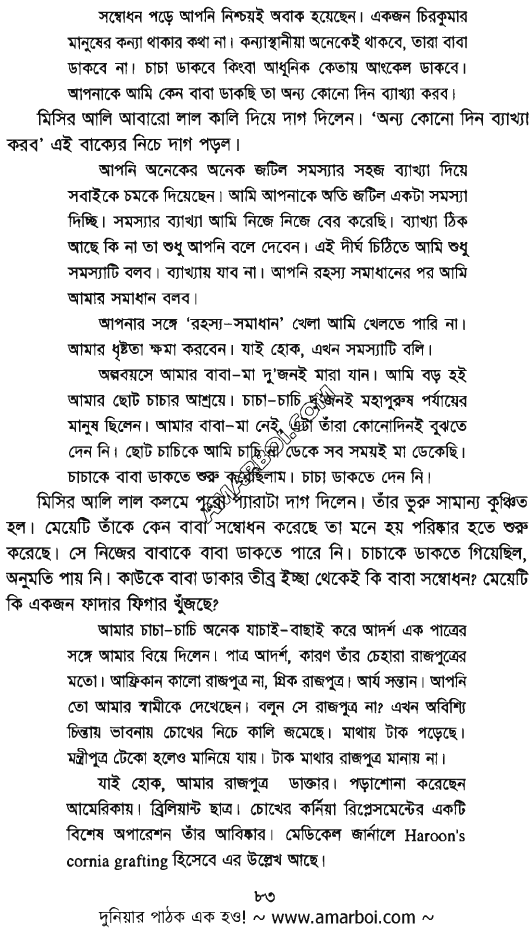 সম্বোধন পড়ে আপনি নিশ্চয়ই অবাক হয়েছেন। একজন চিরকুমার
মানুষের কন্যা থাকার কথা না। কন্যাস্থানীয়া অনেকেই থাকবে, তারা বাবা
ডাকবে না। চাচা ডাকবে কিংবা আধুনিক কেতায় আংকেল ডাকবে।
আপনাকে আমি কেন বাবা ডাকছি তা অন্য কোনো দিন ব্যাখ্যা করব।
মিসির আলি আবারো লাল কালি দিয়ে দাগ দিলেন। ‘অন্য কোনো দিন ব্যাখ্যা
করব’ এই বাক্যের নিচে দাগ পড়ল।
আপনি অনেকের অনেক জটিল সমস্যার সহজ ব্যাখ্যা দিয়ে
সবাইকে চমকে দিয়েছেন। আমি আপনাকে অতি জটিল একটা সমস্যা
দিচ্ছি। সমস্যার ব্যাখ্যা আমি নিজে নিজে বের করেছি। ব্যাখ্যা ঠিক
আছে কি না তা শুধু আপনি বলে দেবেন। এই দীর্ঘ চিঠিতে আমি শুধু
সমস্যাটি বলব। ব্যাখ্যায় যাব না। আপনি রহস্য সমাধানের পর আমি
আমার সমাধান বলব।
আপনার সঙ্গে ‘রহস্য-সমাধান’ খেলা আমি খেলতে পারি না।
আমার ধৃষ্টতা ক্ষমা করবেন। যাই হোক, এখন সমস্যাটি বলি।
অল্পবয়সে আমার বাবা-মা দু'জনই মারা যান। আমি বড় হই
আমার ছোট চাচার আশ্রয়ে। চাচা-চাচি দু'জনই মহাপুরুষ পর্যায়ের
মানুষ ছিলেন। আমার বাবা-মা নেই, এটা তাঁরা কোনোদিনই বুঝতে
দেন নি। ছোট চাচিকে আমি চাচি না ডেকে সব সময়ই মা ডেকেছি।
চাচাকে বাবা ডাকতে শুরু করেছিলাম। চাচা ডাকতে দেন নি।
মিসির আলি লাল কলমে পুরো প্যারাটা দাগ দিলেন। তাঁর ভুরু সামান্য কুঞ্চিত
হল। মেয়েটি তাঁকে কেন বাবা সম্বোধন করেছে তা মনে হয় পরিষ্কার হতে শুরু
করেছে। সে নিজের বাবাকে বাবা ডাকতে পারে নি। চাচাকে ডাকতে গিয়েছিল,
অনুমতি পায় নি। কাউকে বাবা ডাকার তীব্র ইচ্ছা থেকেই কি বাবা সম্বোধন? মেয়েটি
কি একজন ফাদার ফিগার খুঁজছে?
আমার চাচা-চাচি অনেক যাচাই-বাছাই করে আদর্শ এক পাত্রের
সঙ্গে আমার বিয়ে দিলেন। পাত্র আদর্শ, কারণ তাঁর চেহারা রাজপুত্রের
মতো। আফ্রিকান কালো রাজপুত্র না, গ্রিক রাজপুত্র। আর্য সন্তান। আপনি
তো আমার স্বামীকে দেখেছেন। বলুন সে রাজপুত্র না? এখন অবিশ্যি
চিন্তায় ভাবনায় চোখের নিচে কালি জমেছে। মাথায় টাক পড়েছে।
মন্ত্রীপুত্র টেকো হলেও মানিয়ে যায়। টাক মাথার রাজপুত্র মানায় না।
যাই হোক, আমার রাজপুত্র ডাক্তার। পড়াশোনা করেছেন
আমেরিকায়। ব্রিলিয়ান্ট ছাত্র। চোখের কর্নিয়া রিপ্লেসমেন্টের একটি
বিশেষ অপারেশন তাঁর আবিষ্কার। মেডিকেল জার্নালে Haroon's
cornia grafting হিসেবে এর উল্লেখ আছে।
৮৩
দুনিয়ার পাঠক এক হও! ~ www.amarboi.com ~
AMARBOI.COM